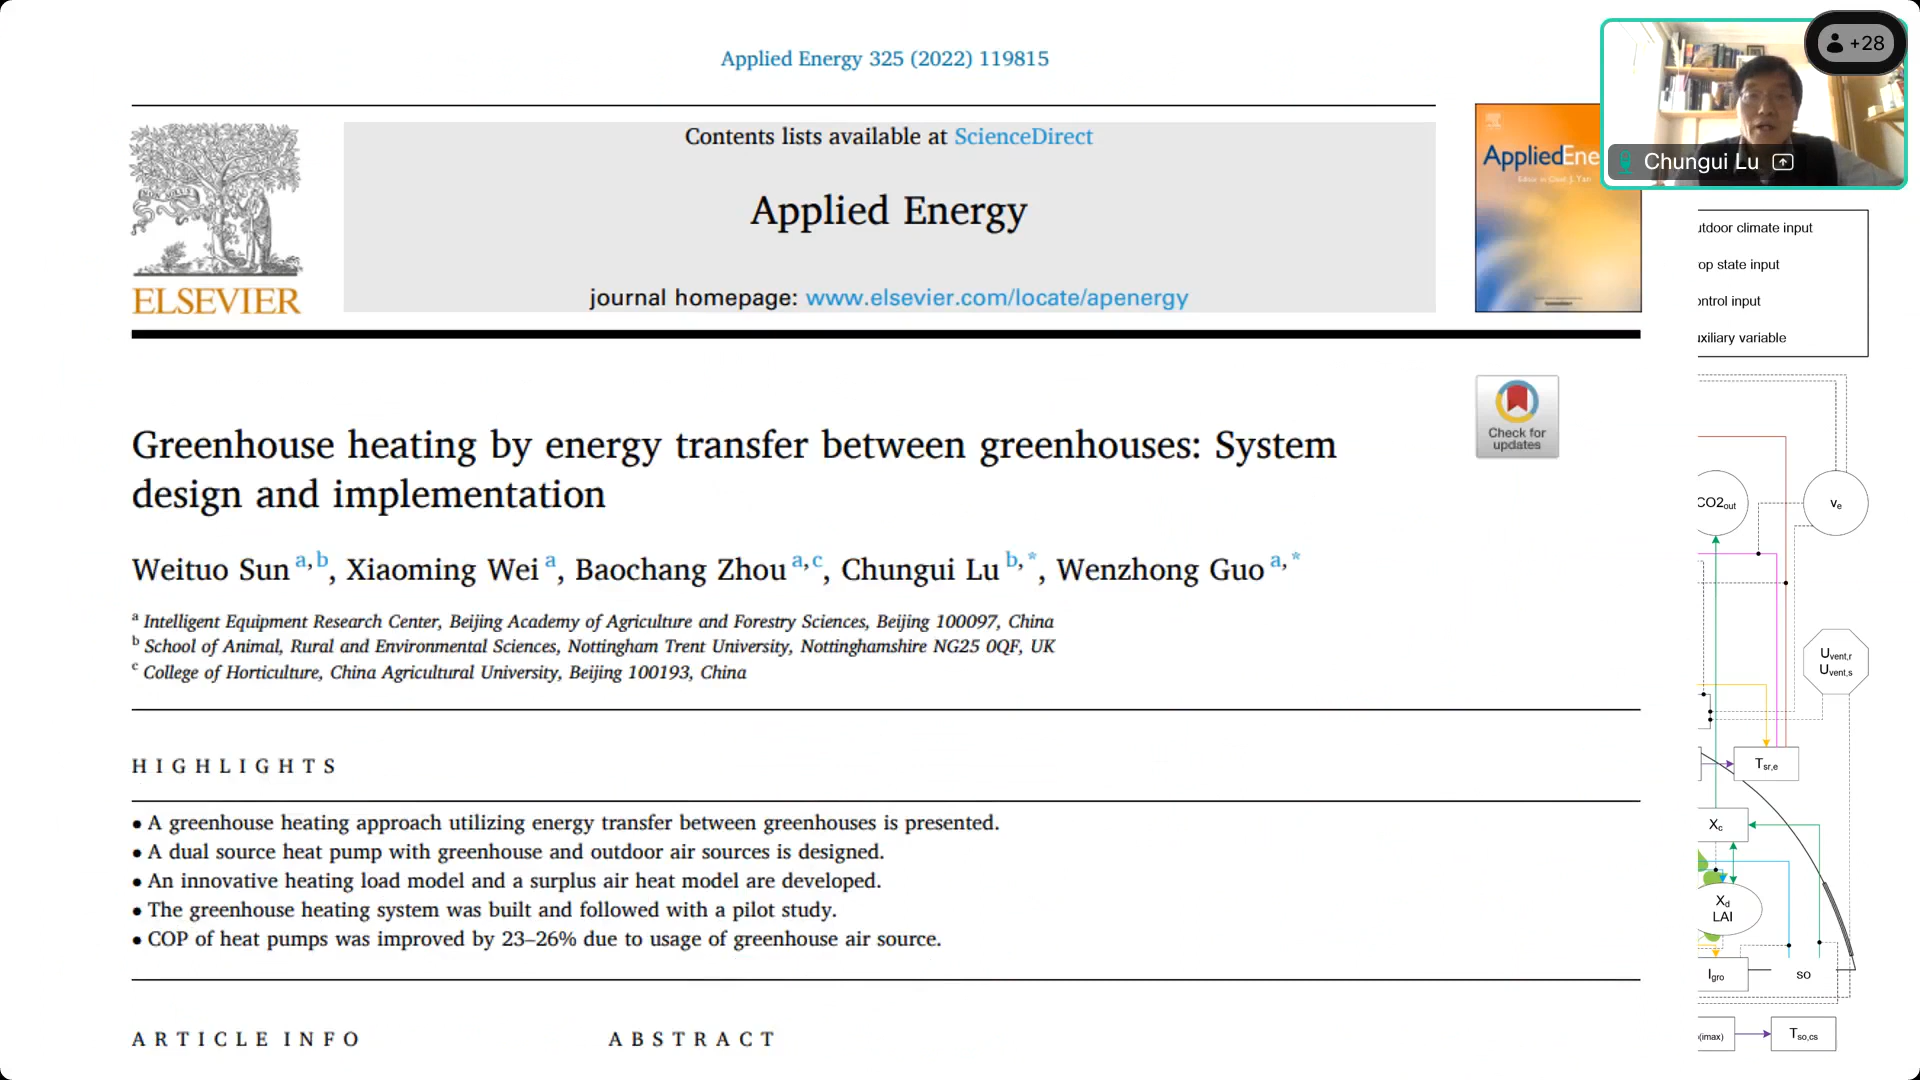 Applied Energy 325 (2022) 119815
+28
Chungui Lu
Contents lists available at ScienceDirect
Applied Energy
journal homepage: www.elsevier.com/locate/apenergy
ELSEVIER
AppliedEne
Check for
updates
Greenhouse heating by energy transfer between greenhouses: System
design and implementation
Weituo Sun a,b, Xiaoming Wei a, Baochang Zhou a,c, Chungui Lu b,*, Wenzhong Guo a,*
a Intelligent Equipment Research Center, Beijing Academy of Agriculture and Forestry Sciences, Beijing 100097, China
b School of Animal, Rural and Environmental Sciences, Nottingham Trent University, Nottinghamshire NG25 0QF, UK
c College of Horticulture, China Agricultural University, Beijing 100193, China
HIGHLIGHTS
• A greenhouse heating approach utilizing energy transfer between greenhouses is presented.
• A dual source heat pump with greenhouse and outdoor air sources is designed.
• An innovative heating load model and a surplus air heat model are developed.
• The greenhouse heating system was built and followed with a pilot study.
• COP of heat pumps was improved by 23–26% due to usage of greenhouse air source.
ARTICLE INFO
ABSTRACT
utdoor climate input
op state input
ontrol input
uxiliary variable
CO2out
ve
Uvent,r
Uvent,s
Tsr,e
Xc
Xd
LAI
Igro
so
(imax)
Tso,cs